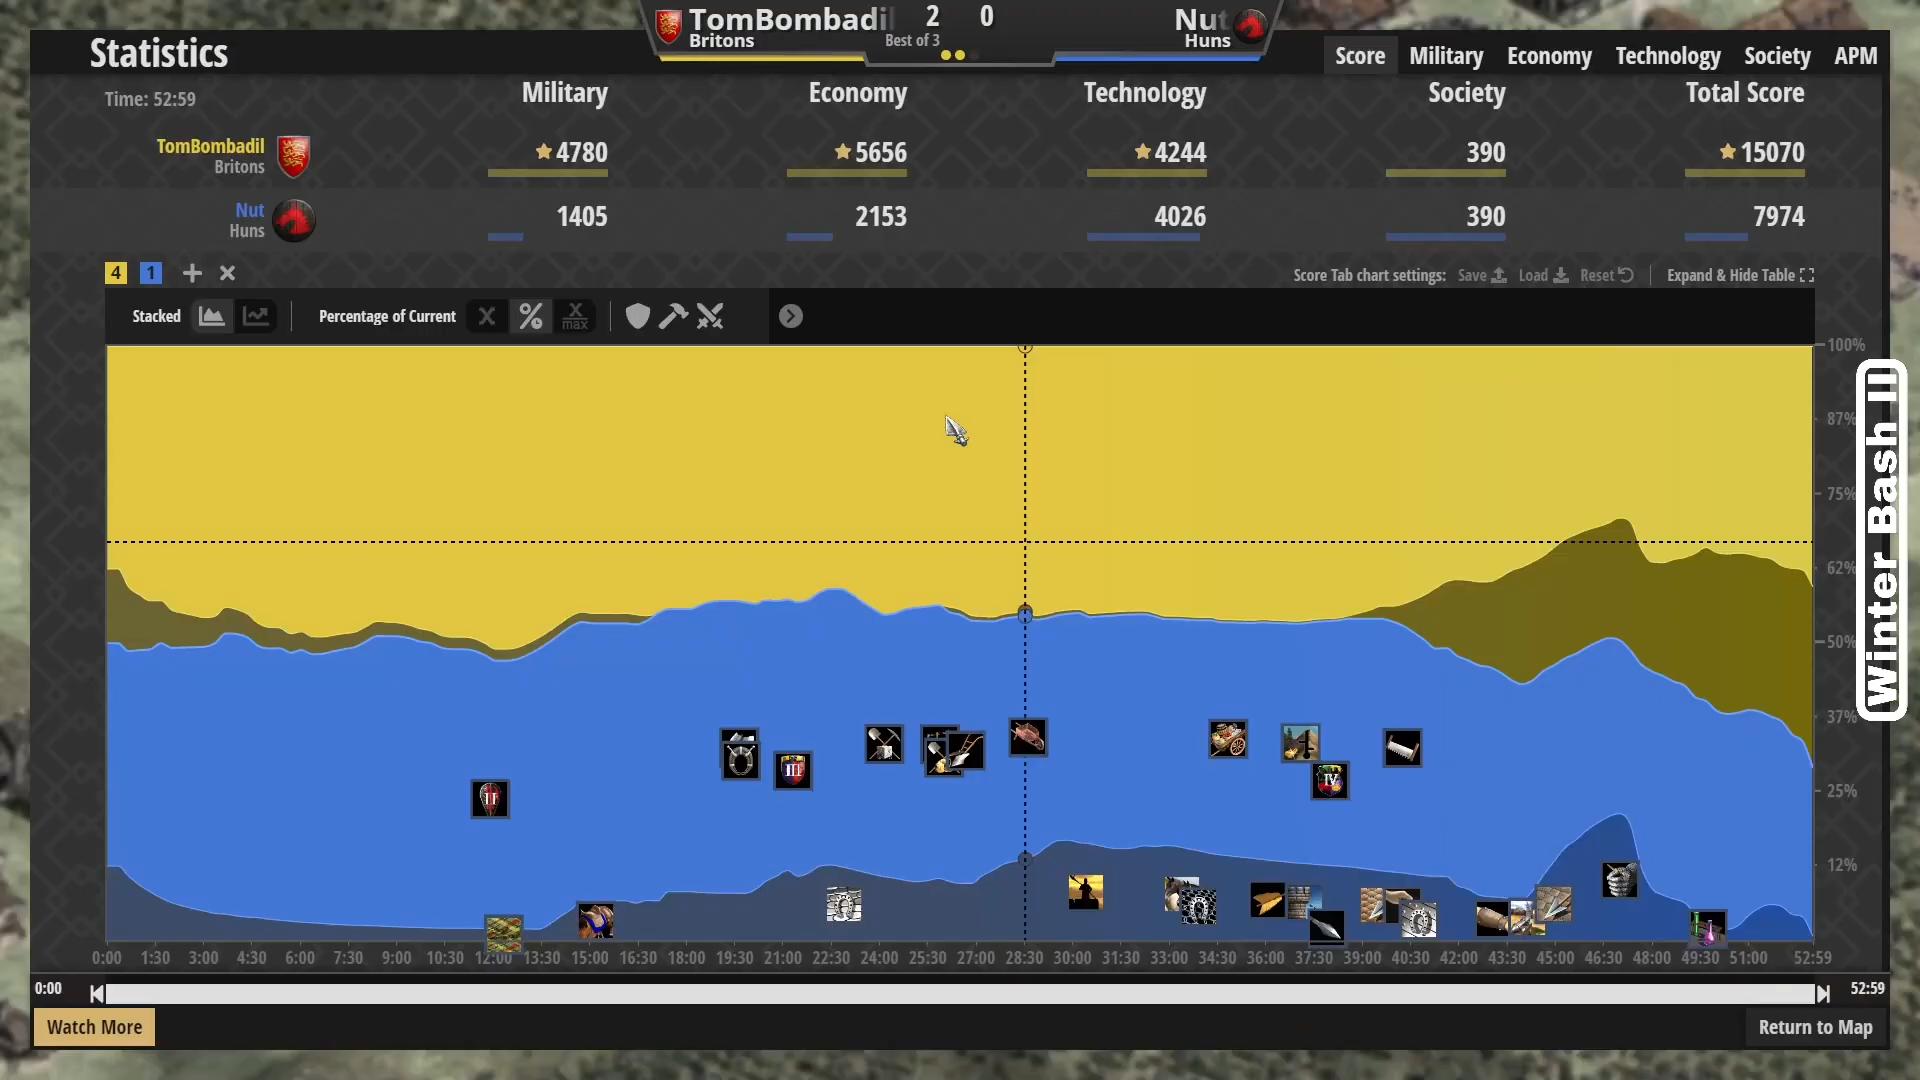 TomBombadil 2 0 Nut
Britons Best of 3 Huns
Statistics
Score Military Economy Technology Society APM
Time: 52:59
Military Economy Technology Society Total Score
TomBombadil
Britons
4780 5656 4244 390 15070
Nut
Huns
1405 2153 4026 390 7974
4 1
Score Tab chart settings: Save Load Reset Expand & Hide Table
Stacked Percentage of Current X % X max
100%
87%
75%
62%
50%
37%
25%
12%
II
III
IV
0:00 1:30 3:00 4:30 6:00 7:30 9:00 10:30 12:00 13:30 15:00 16:30 18:00 19:30 21:00 22:30 24:00 25:30 27:00 28:30 30:00 31:30 33:00 34:30 36:00 37:30 39:00 40:30 42:00 43:30 45:00 46:30 48:00 49:30 51:00 52:59
0:00 52:59
Watch More Return to Map
Winter Bash II